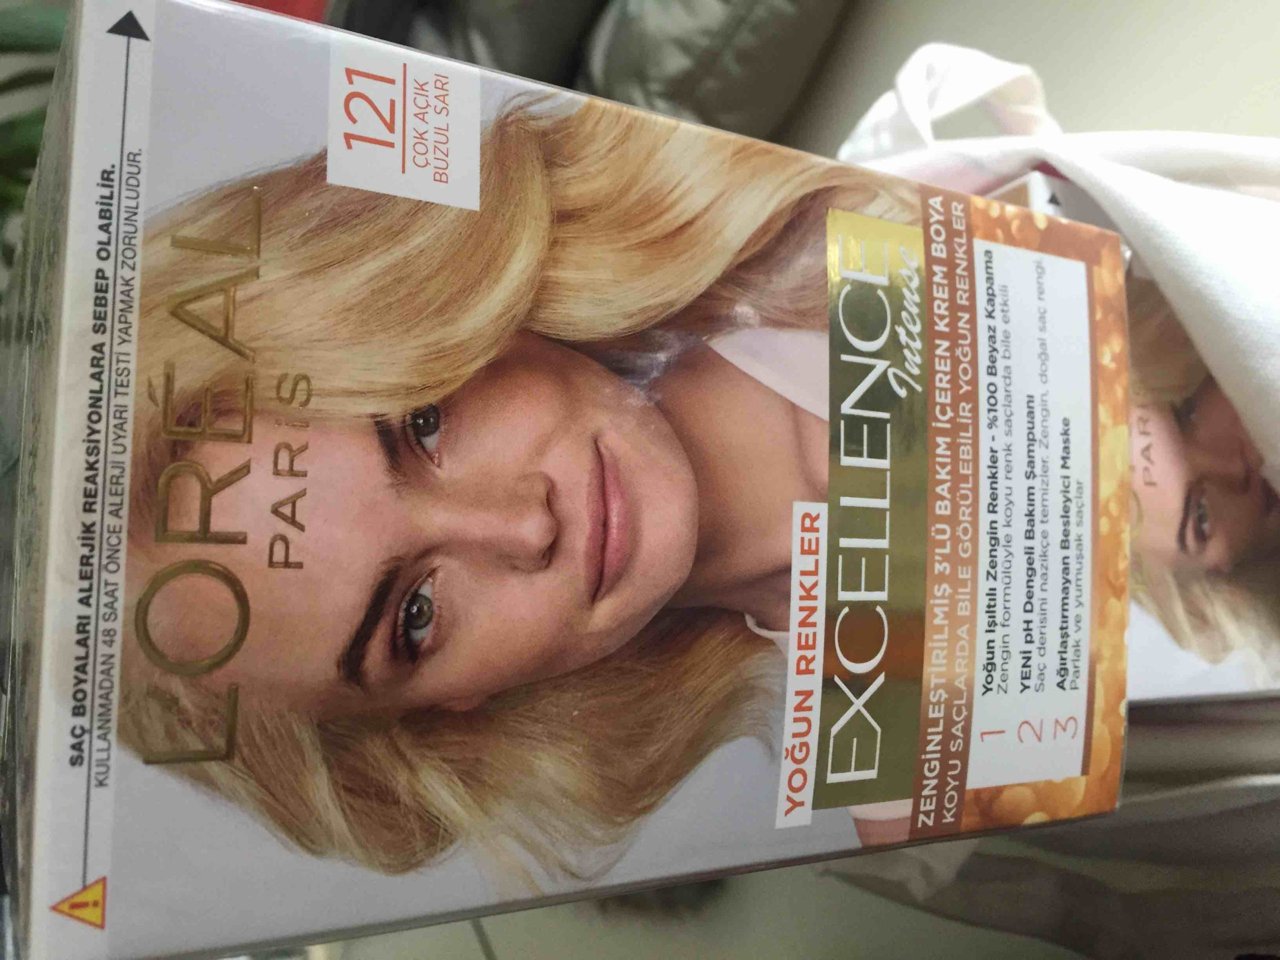 SAÇ BOYALARI ALERJİK REAKSİYONLARA SEBEP OLABİLİR.
KULLANMADAN 48 SAAT ÖNCE ALERJİ UYARI TESTİ YAPMAK ZORUNLUDUR.
L'ORÉAL
PARİS
121
ÇOK AÇIK
BUZUL SARI
YOĞUN RENKLER
EXCELLENCE
Intense
ZENGİNLEŞTİRİLMİŞ 3'LÜ BAKIM İÇEREN KREM BOYA
KOYU SAÇLARDA BİLE GÖRÜLEBİLİR YOĞUN RENKLER
1 Yoğun Işıltılı Zengin Renkler - %100 Beyaz Kapama
Zengin formülüyle koyu renk saçlarda bile etkili
2 YENİ pH Dengeli Bakım Şampuanı
Saç derisini nazikçe temizler. Zengin, doğal saç rengi.
3 Ağırlaştırmayan Besleyici Maske
Parlak ve yumuşak saçlar
PARİ